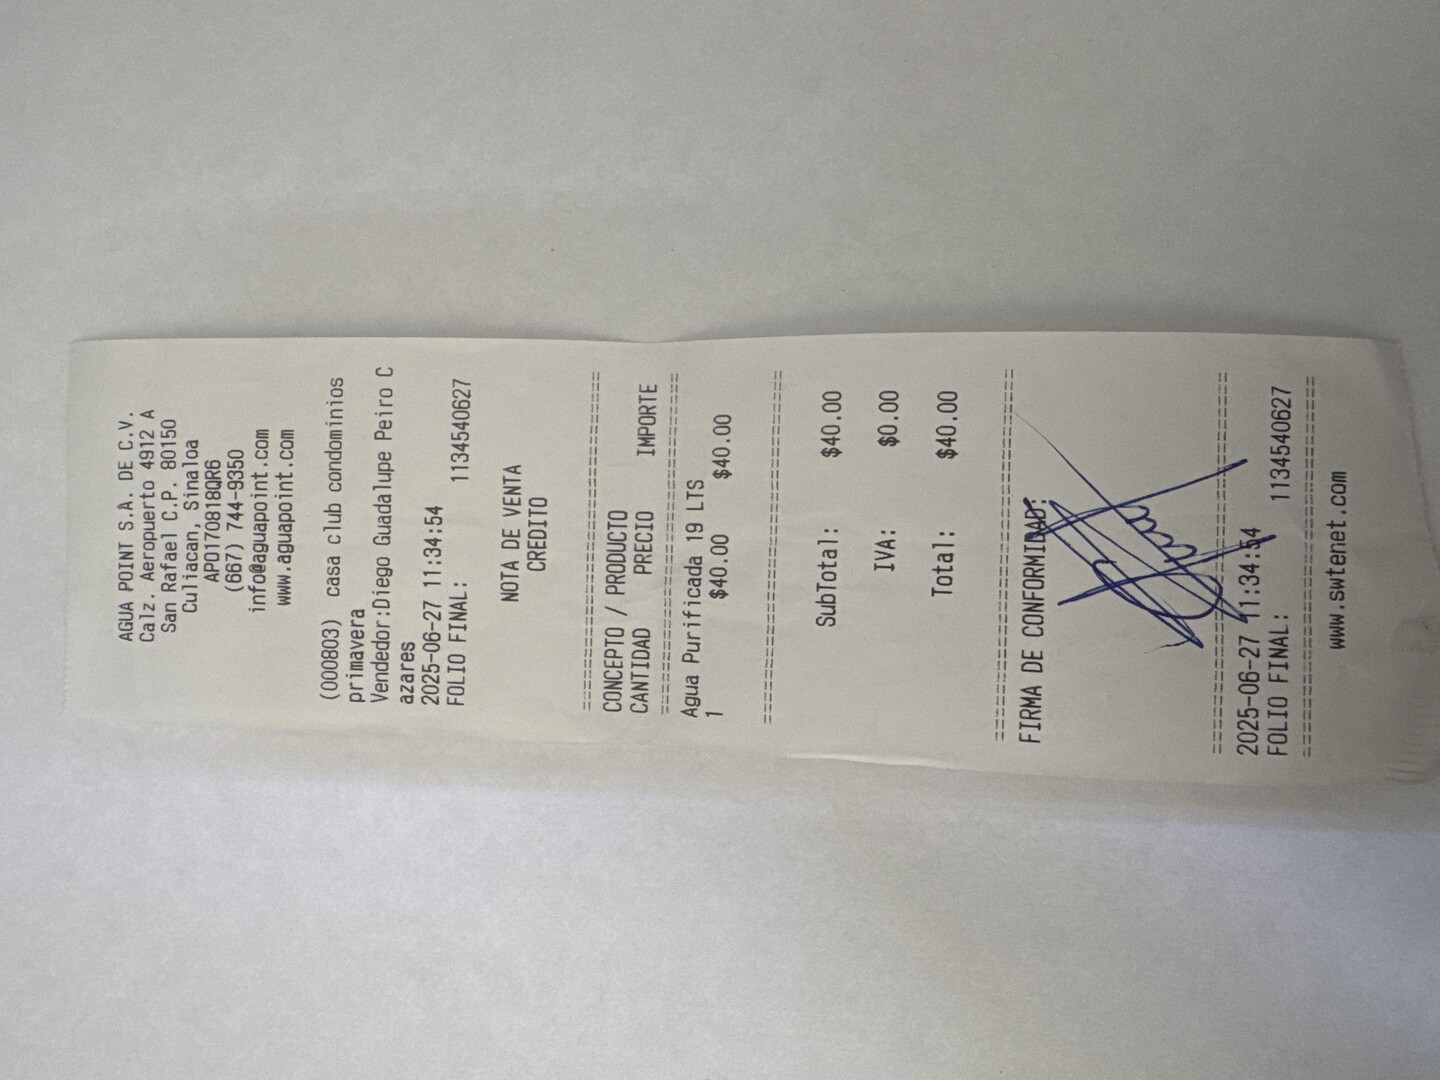 AGUA POINT S.A. DE C.V.
Calz. Aeropuerto 4912 A
San Rafael C.P. 80150
Culiacan, Sinaloa
APO170818QR6
(667) 744-9350
info@aguapoint.com
www.aguapoint.com
(000803) casa club condominios
primavera
Vendedor:Diego Guadalupe Peiro C
azares
2025-06-27 11:34:54
FOLIO FINAL: 1134540627
NOTA DE VENTA
CREDITO
================================
CONCEPTO / PRODUCTO
CANTIDAD PRECIO IMPORTE
================================
Agua Purificada 19 LTS
1 $40.00 $40.00
================================
SubTotal: $40.00
IVA: $0.00
Total: $40.00
================================
FIRMA DE CONFORMIDAD:
================================
2025-06-27 11:34:54
FOLIO FINAL: 1134540627
================================
www.swtenet.com